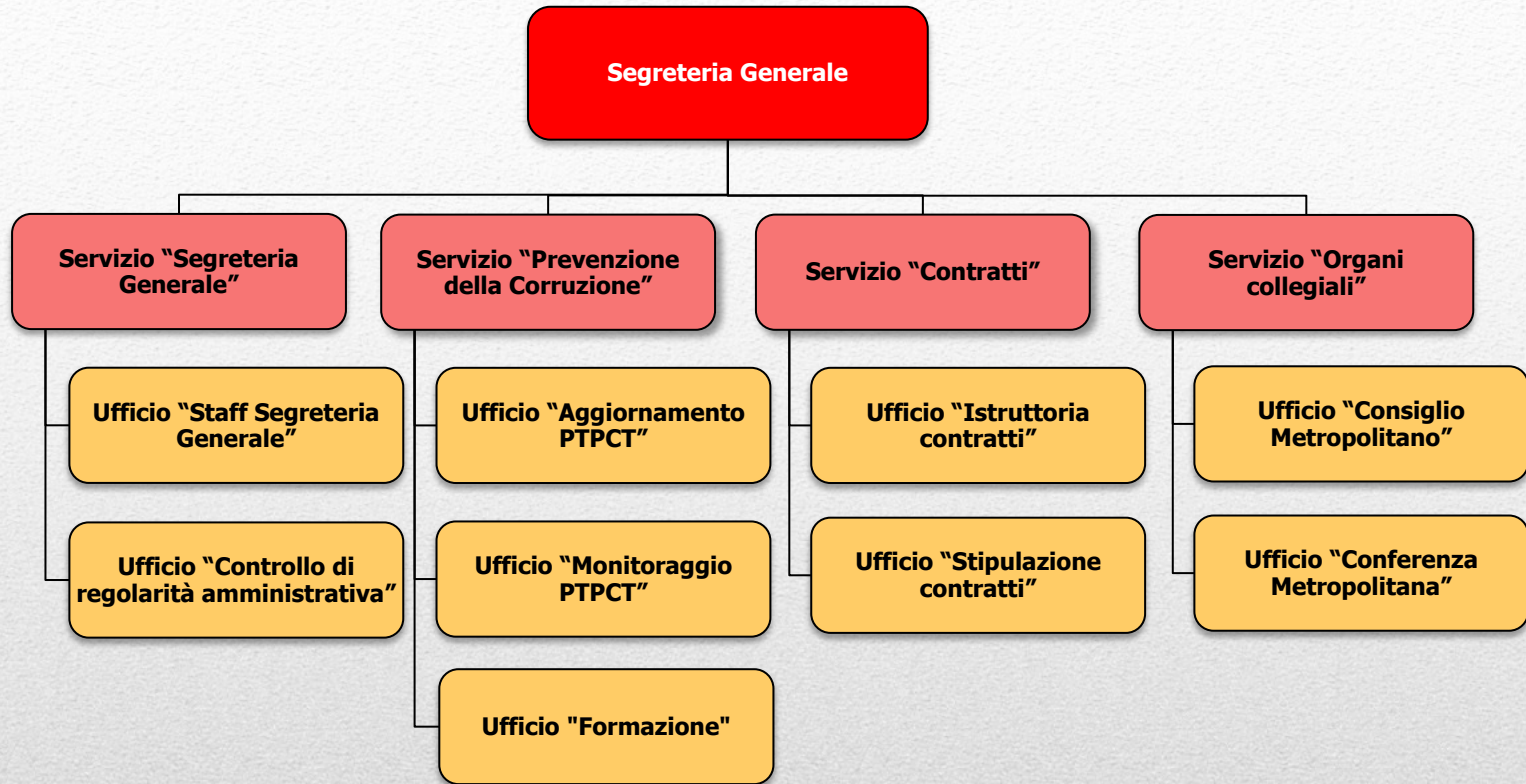 Segreteria Generale
Servizio “Segreteria
Generale”
Servizio “Prevenzione
della Corruzione”
Servizio “Contratti”
Servizio “Organi
collegiali”
Ufficio “Staff Segreteria
Generale”
Ufficio “Aggiornamento
PTPCT”
Ufficio “Istruttoria
contratti”
Ufficio “Consiglio
Metropolitano”
Ufficio “Controllo di
regolarità amministrativa”
Ufficio “Monitoraggio
PTPCT”
Ufficio “Stipulazione
contratti”
Ufficio “Conferenza
Metropolitana”
Ufficio "Formazione"